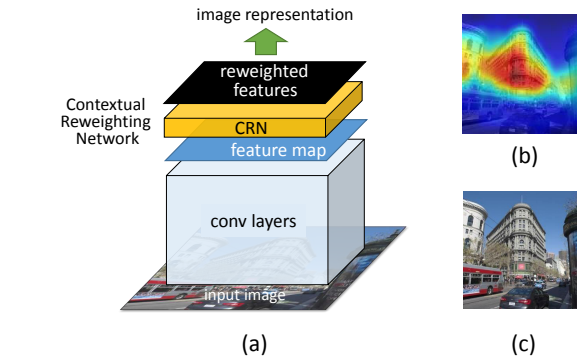 image representation
reweighted
features
Contextual
Reweighting
Network
CRN
feature map
conv layers
input image
(a)
(b)
(c)